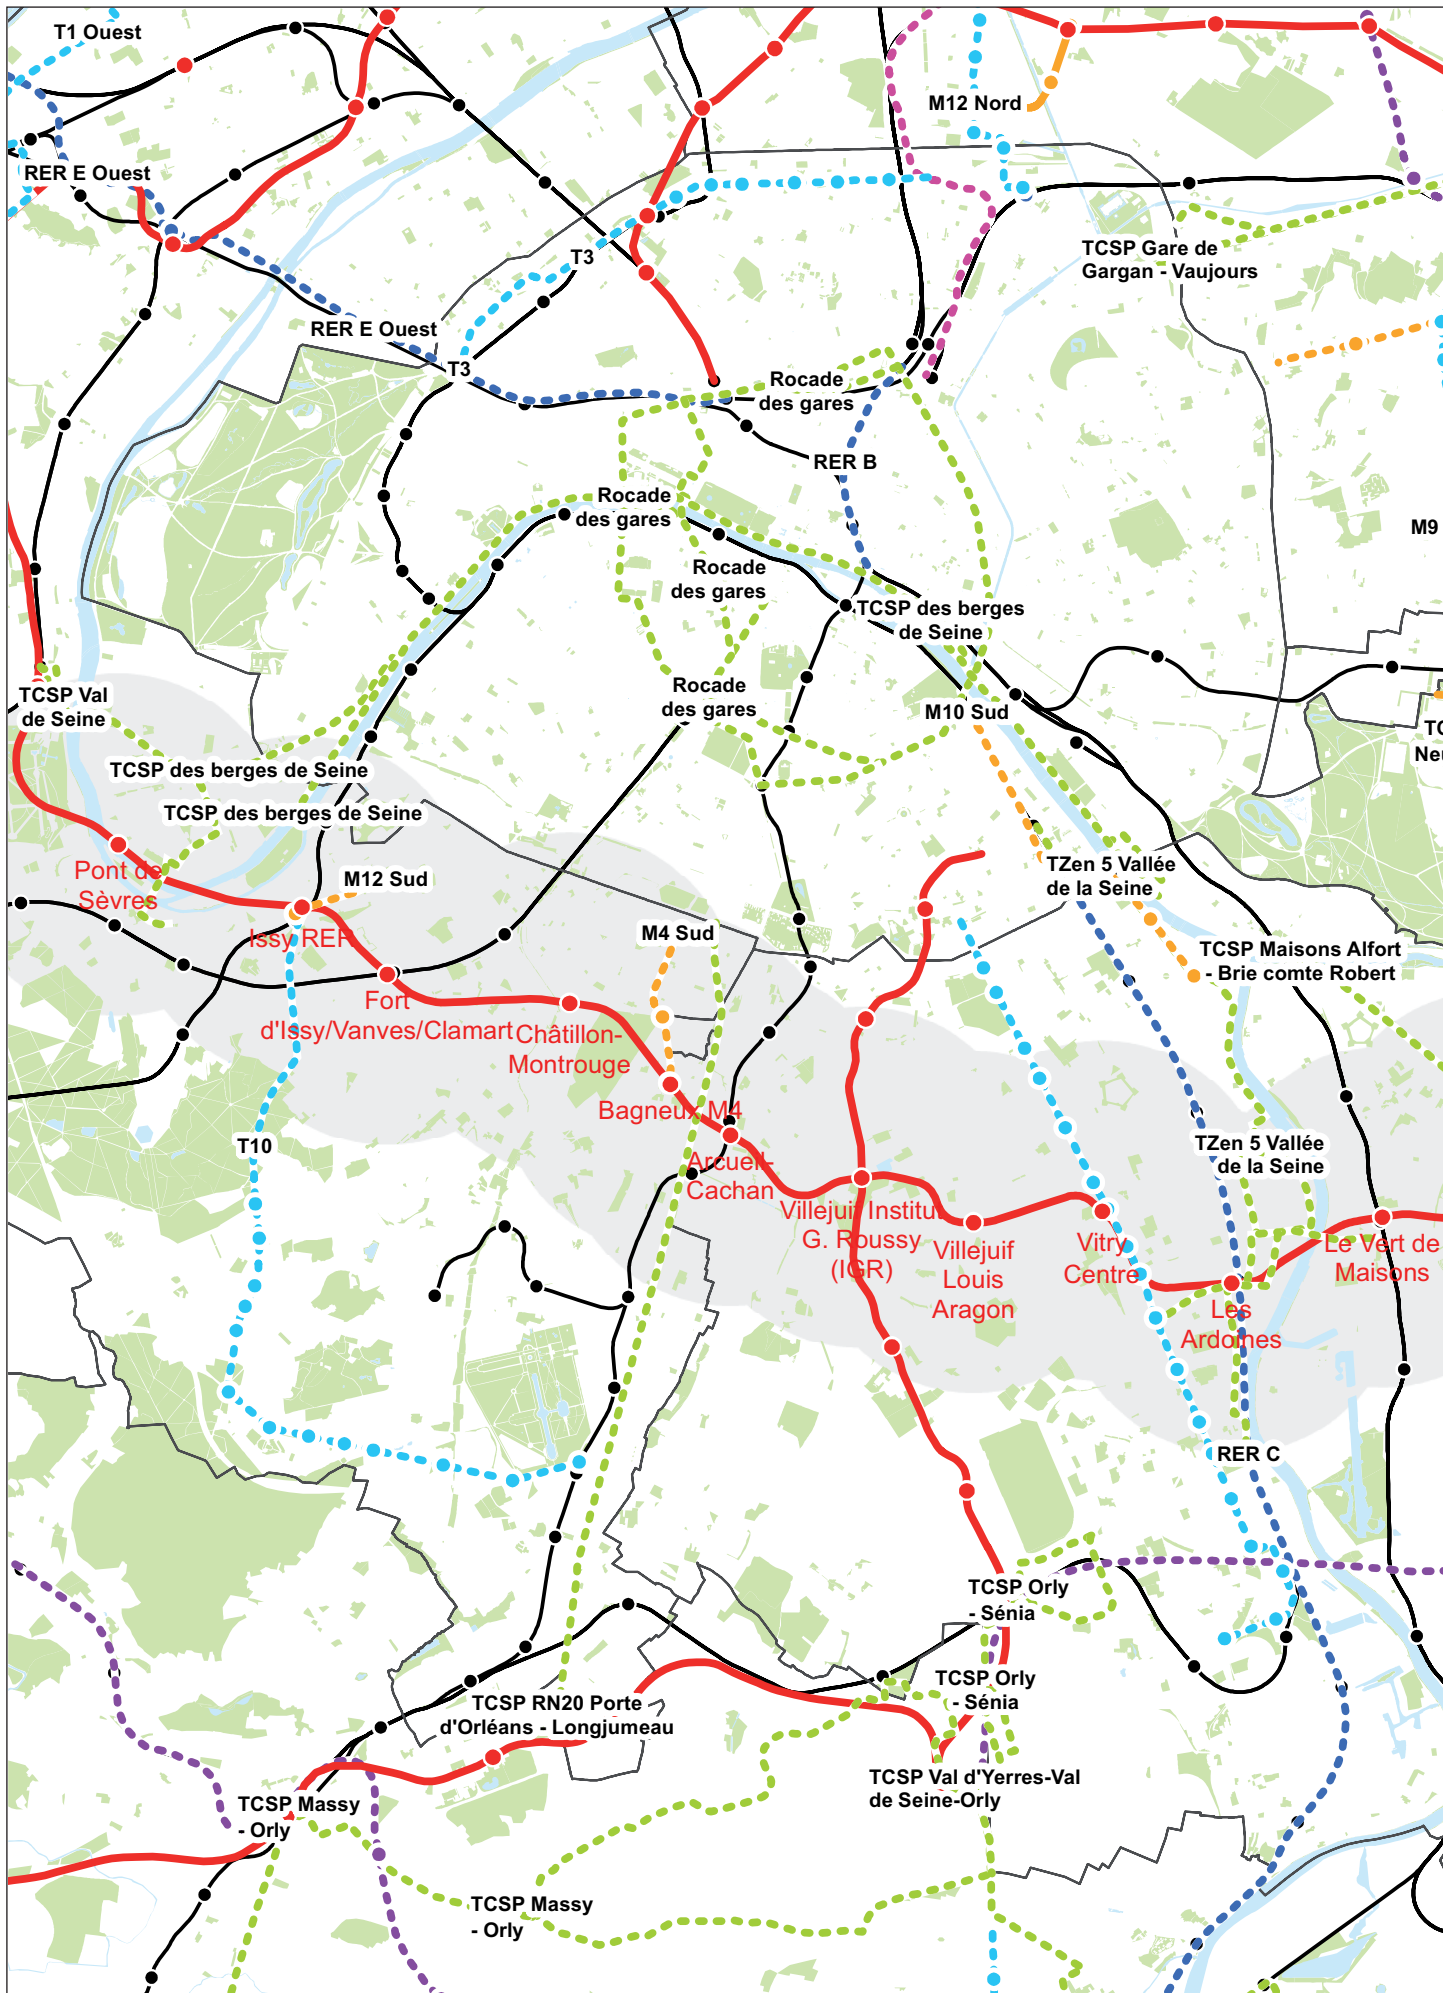 T1 Ouest
M12 Nord
RER E Ouest
TCSP Gare de
Gargan - Vaujours
T3
RER E Ouest
T3
Rocade
des gares
RER B
Rocade
des gares
M9
Rocade
des gares
TCSP des berges
de Seine
TCSP Val
de Seine
Rocade
des gares
M10 Sud
TC
Neu
TCSP des berges de Seine
TCSP des berges de Seine
Pont de
Sèvres
M12 Sud
TZen 5 Vallée
de la Seine
Issy RER
M4 Sud
TCSP Maisons Alfort
- Brie comte Robert
Fort
d'Issy/Vanves/Clamart
Châtillon-
Montrouge
Bagneux M4
T10
TZen 5 Vallée
de la Seine
Arcueil-
Cachan
Villejuif Institut
G. Roussy
(IGR)
Villejuif
Louis
Aragon
Vitry
Centre
Le Vert de
Maisons
Les
Ardoines
RER C
TCSP Orly
- Sénia
TCSP Orly
- Sénia
TCSP RN20 Porte
d'Orléans - Longjumeau
TCSP Val d'Yerres-Val
de Seine-Orly
TCSP Massy
- Orly
TCSP Massy
- Orly